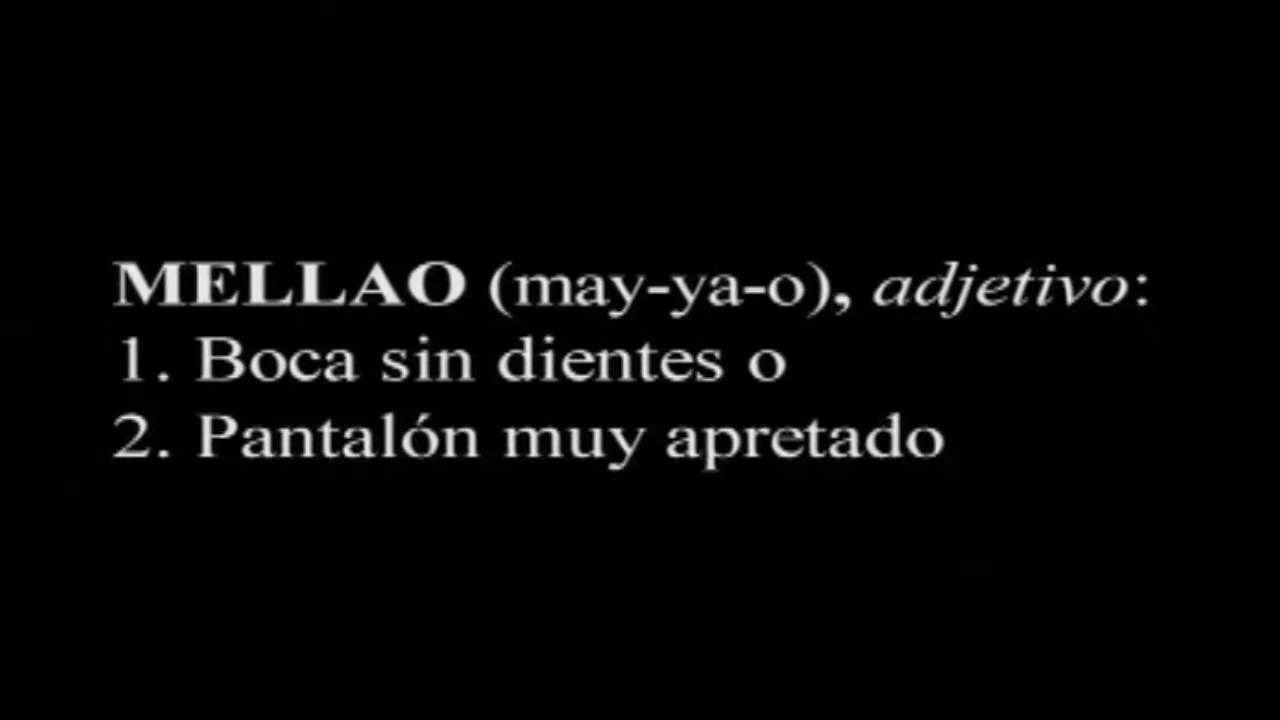 MELLAO (may-ya-o), adjetivo:
1. Boca sin dientes o
2. Pantalón muy apretado